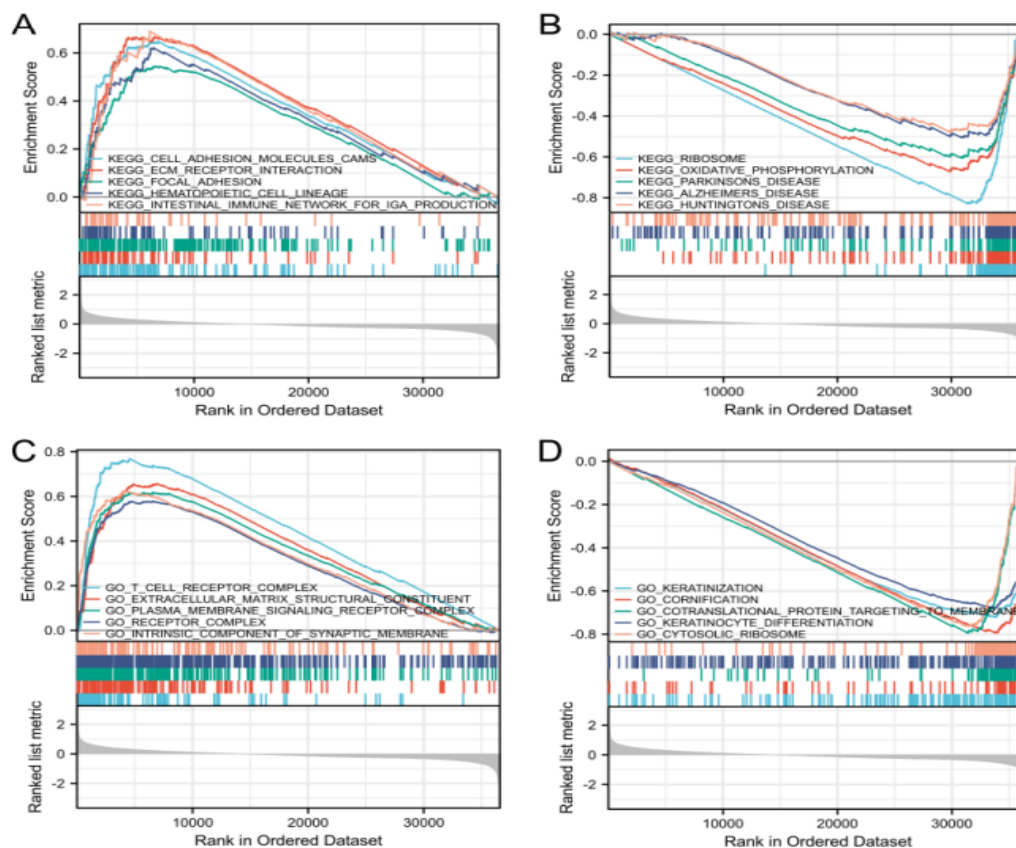 A
Enrichment Score
0.6
0.4
0.2
0.0
KEGG_CELL_ADHESION_MOLECULES_CAMS
KEGG_ECM_RECEPTOR_INTERACTION
KEGG_FOCAL_ADHESION
KEGG_HEMATOPOIETIC_CELL_LINEAGE
KEGG_INTESTINAL_IMMUNE_NETWORK_FOR_IGA_PRODUCTION
Ranked list metric
2
0
-2
10000 20000 30000
Rank in Ordered Dataset
B
Enrichment Score
0.0
-0.2
-0.4
-0.6
-0.8
KEGG_RIBOSOME
KEGG_OXIDATIVE_PHOSPHORYLATION
KEGG_PARKINSONS_DISEASE
KEGG_ALZHEIMERS_DISEASE
KEGG_HUNTINGTONS_DISEASE
Ranked list metric
2
0
-2
10000 20000 30000
Rank in Ordered Dataset
C
Enrichment Score
0.8
0.6
0.4
0.2
0.0
GO_T_CELL_RECEPTOR_COMPLEX
GO_EXTRACELLULAR_MATRIX_STRUCTURAL_CONSTITUENT
GO_PLASMA_MEMBRANE_SIGNALING_RECEPTOR_COMPLEX
GO_RECEPTOR_COMPLEX
GO_INTRINSIC_COMPONENT_OF_SYNAPTIC_MEMBRANE
Ranked list metric
2
0
-2
10000 20000 30000
Rank in Ordered Dataset
D
Enrichment Score
0.0
-0.2
-0.4
-0.6
-0.8
GO_KERATINIZATION
GO_CORNIFICATION
GO_COTRANSLATIONAL_PROTEIN_TARGETING_TO_MEMBRANE
GO_KERATINOCYTE_DIFFERENTIATION
GO_CYTOSOLIC_RIBOSOME
Ranked list metric
2
0
-2
10000 20000 30000
Rank in Ordered Dataset